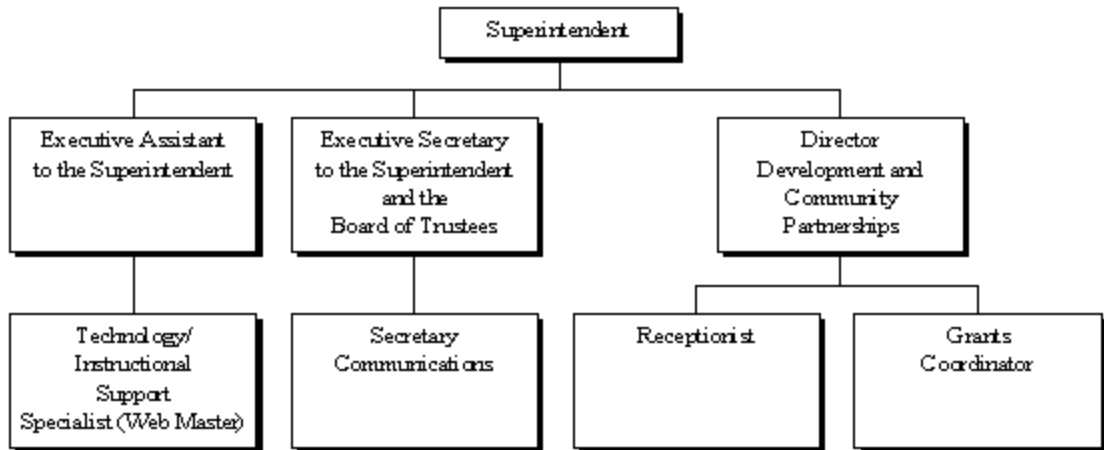 Superintendent
Executive Assistant
to the Superintendent
Executive Secretary
to the Superintendent
and the
Board of Trustees
Director
Development and
Community
Partnerships
Technology/
Instructional
Support
Specialist (Web Master)
Secretary
Communications
Receptionist
Grants
Coordinator